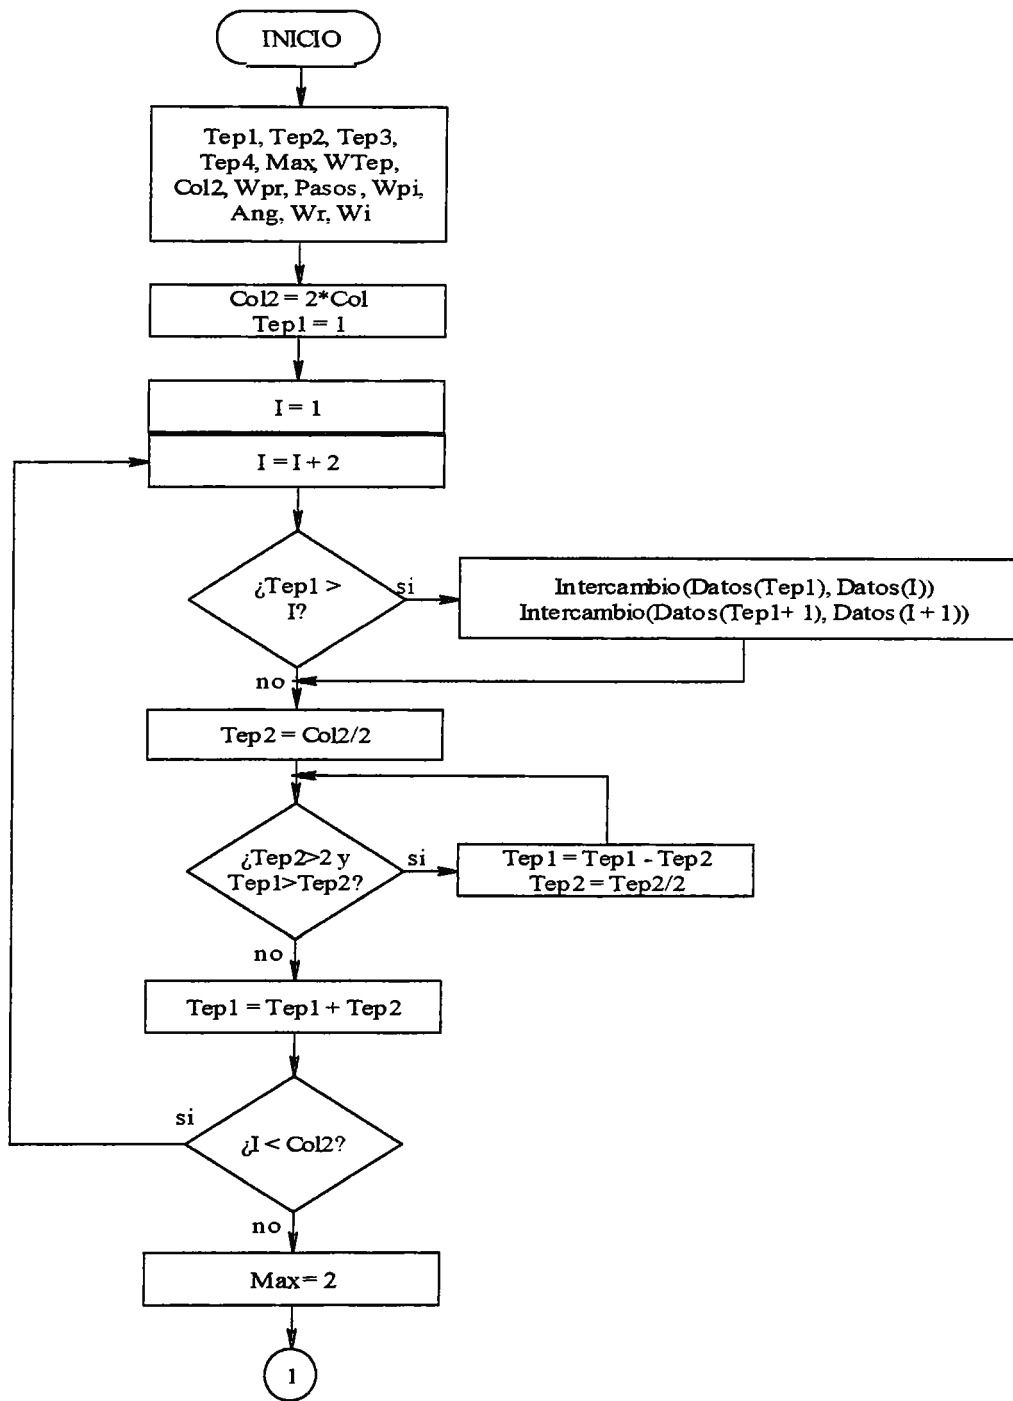 INICIO
Tep1, Tep2, Tep3,
Tep4, Max, WTep,
Col2, Wpr, Pasos, Wpi,
Ang, Wr, Wi
Col2 = 2*Col
Tep1 = 1
I = 1
I = I + 2
¿Tep1 >
I?
si
Intercambio(Datos(Tep1), Datos(I))
Intercambio(Datos(Tep1+ 1), Datos(I + 1))
no
Tep2 = Col2/2
¿Tep2>2 y
Tep1>Tep2?
si
Tep1 = Tep1 - Tep2
Tep2 = Tep2/2
no
Tep1 = Tep1 + Tep2
si
¿I < Col2?
no
Max= 2
1